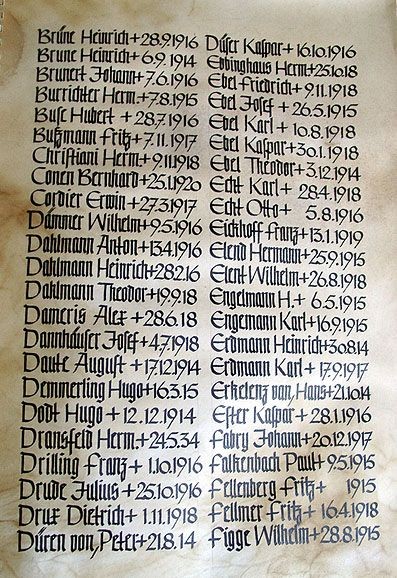 Brüne Heinrich + 28.9.1916
Brune Heinrich + 6.9.1914
Brunert Johann + 7.6.1916
Burrichter Herm. + 7.8.1915
Buse Hubert + 28.7.1916
Bußmann Fritz + 7.11.1917
Christiani Herm. + 9.11.1918
Conen Bernhard + 25.1.1920
Cordier Erwin + 27.3.1917
Dammer Wilhelm + 9.5.1916
Dahlmann Anton + 13.4.1916
Dahlmann Heinrich + 28.2.16
Dahlmann Theodor + 19.9.18
Dameris Alex + 28.6.18
Dannhäuser Josef + 4.7.1918
Daute August + 17.12.1914
Demmerling Hugo + 16.3.15
Dodt Hugo + 12.12.1914
Dransfeld Herm. + 24.5.34
Drilling Franz + 1.10.1916
Drude Julius + 25.10.1916
Drux Dietrich + 1.11.1918
Düren von, Peter + 21.8.14
Düser Kaspar + 16.10.1916
Ebbinghaus Herm + 25.10.18
Ebel Friedrich + 9.11.1918
Ebel Josef + 26.5.1915
Ebel Karl + 10.8.1918
Ebel Kaspar + 30.1.1918
Ebel Theodor + 3.12.1914
Echt Karl + 28.4.1918
Echt Otto + 5.8.1916
Eickhoff Franz + 13.1.1919
Elend Hermann + 25.9.1915
Elent Wilhelm + 26.8.1918
Engelmann H. + 6.5.1915
Engemann Karl + 16.9.1915
Erdmann Heinrich + 30.8.14
Erdmann Karl + 17.9.1917
Erkelenz von, Hans + 21.10.14
Esser Kaspar + 28.1.1916
Fabry Johann + 20.12.1917
Falkenbach Paul + 9.5.1915
Fellenberg Fritz + 1915
Fellmer Fritz + 16.4.1918
Figge Wilhelm + 28.8.1915